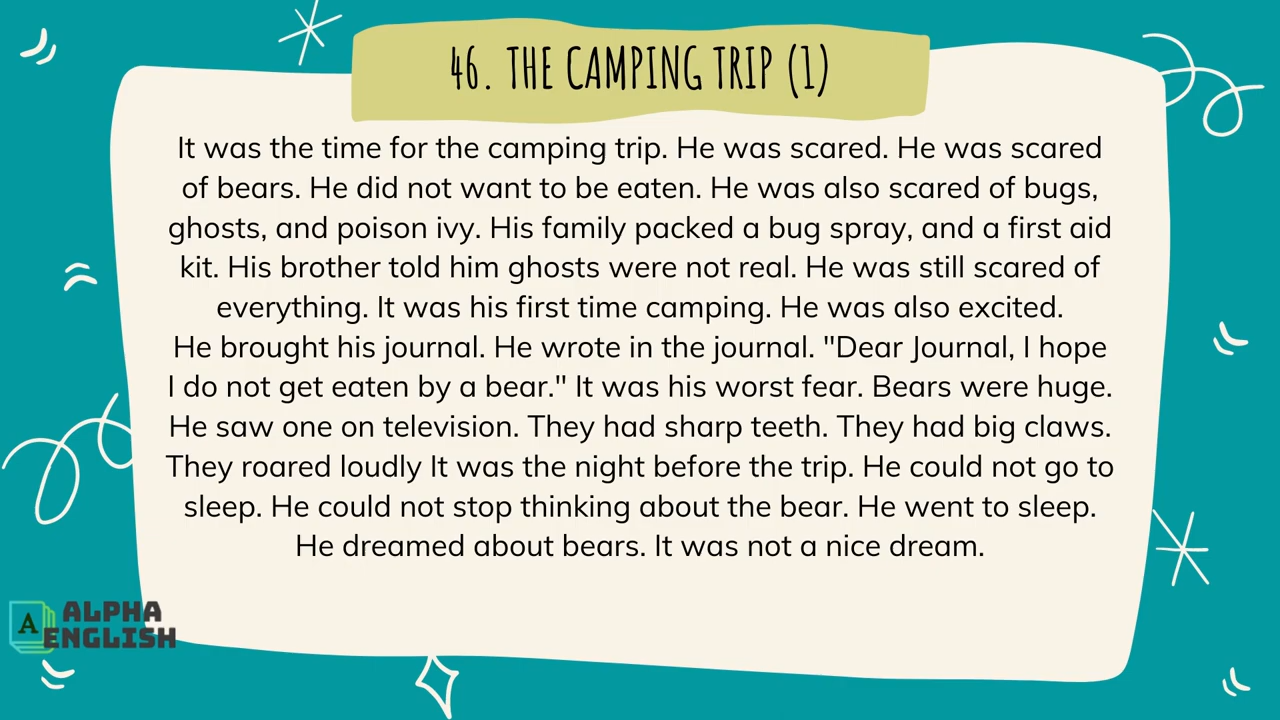 46. THE CAMPING TRIP (1)
It was the time for the camping trip. He was scared. He was scared
of bears. He did not want to be eaten. He was also scared of bugs,
ghosts, and poison ivy. His family packed a bug spray, and a first aid
kit. His brother told him ghosts were not real. He was still scared of
everything. It was his first time camping. He was also excited.
He brought his journal. He wrote in the journal. "Dear Journal, I hope
I do not get eaten by a bear." It was his worst fear. Bears were huge.
He saw one on television. They had sharp teeth. They had big claws.
They roared loudly It was the night before the trip. He could not go to
sleep. He could not stop thinking about the bear. He went to sleep.
He dreamed about bears. It was not a nice dream.
A
ALPHA
ENGLISH